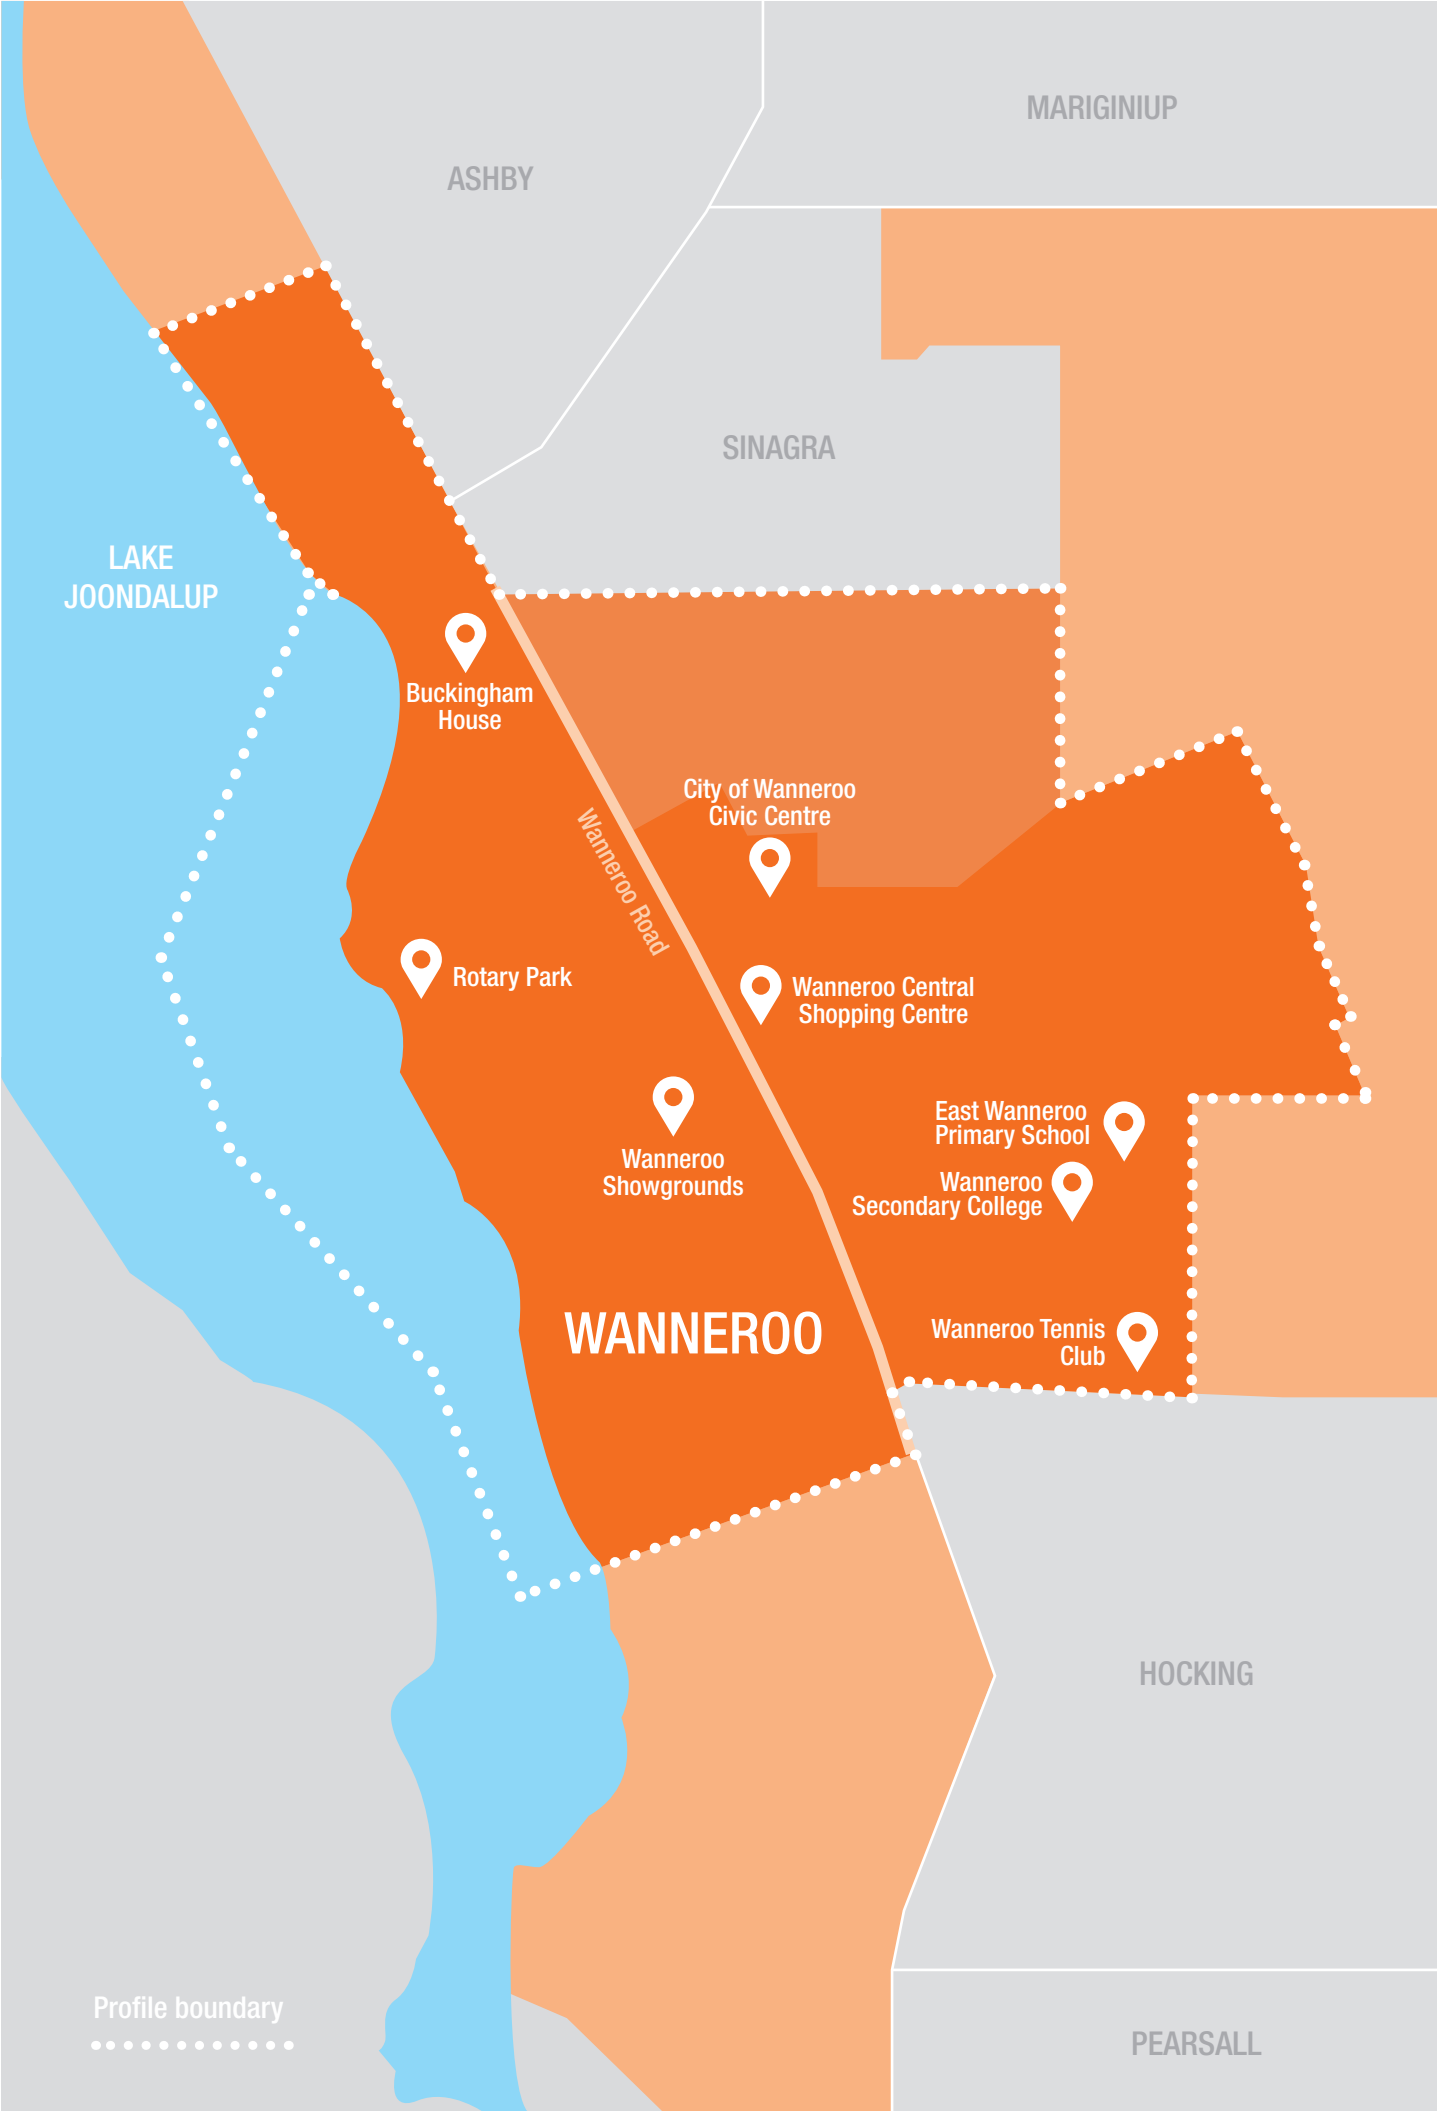 MARIGINIUP
ASHBY
SINAGRA
LAKE
JOONDALUP
Buckingham
House
City of Wanneroo
Civic Centre
Wanneroo Road
Rotary Park
Wanneroo Central
Shopping Centre
East Wanneroo
Primary School
Wanneroo
Showgrounds
Wanneroo
Secondary College
WANNEROO
Wanneroo Tennis
Club
HOCKING
Profile boundary
PEARSALL